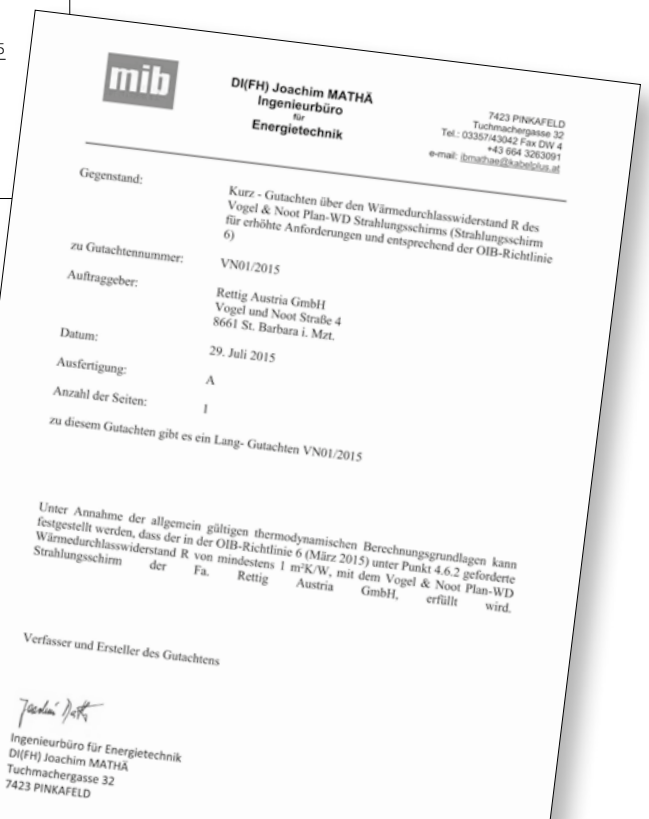 5
mib
DI(FH) Joachim MATHÄ
Ingenieurbüro
für
Energietechnik
7423 PINKAFELD
Tuchmachergasse 32
Tel.: 03357/43042 Fax DW 4
+43 664 3263091
e-mail: ibmathae@kabelplus.at
Gegenstand:
Kurz - Gutachten über den Wärmedurchlasswiderstand R des
Vogel & Noot Plan-WD Strahlungsschirms (Strahlungsschirm
für erhöhte Anforderungen und entsprechend der OIB-Richtlinie
6)
zu Gutachtennummer:
VN01/2015
Auftraggeber:
Rettig Austria GmbH
Vogel und Noot Straße 4
8661 St. Barbara i. Mzt.
Datum:
29. Juli 2015
Ausfertigung:
A
Anzahl der Seiten:
1
zu diesem Gutachten gibt es ein Lang- Gutachten VN01/2015
Unter Annahme der allgemein gültigen thermodynamischen Berechnungsgrundlagen kann
festgestellt werden, dass der in der OIB-Richtlinie 6 (März 2015) unter Punkt 4.6.2 geforderte
Wärmedurchlasswiderstand R von mindestens 1 m²K/W, mit dem Vogel & Noot Plan-WD
Strahlungsschirm der Fa. Rettig Austria GmbH, erfüllt wird.
Verfasser und Ersteller des Gutachtens
Ingenieurbüro für Energietechnik
DI(FH) Joachim MATHÄ
Tuchmachergasse 32
7423 PINKAFELD